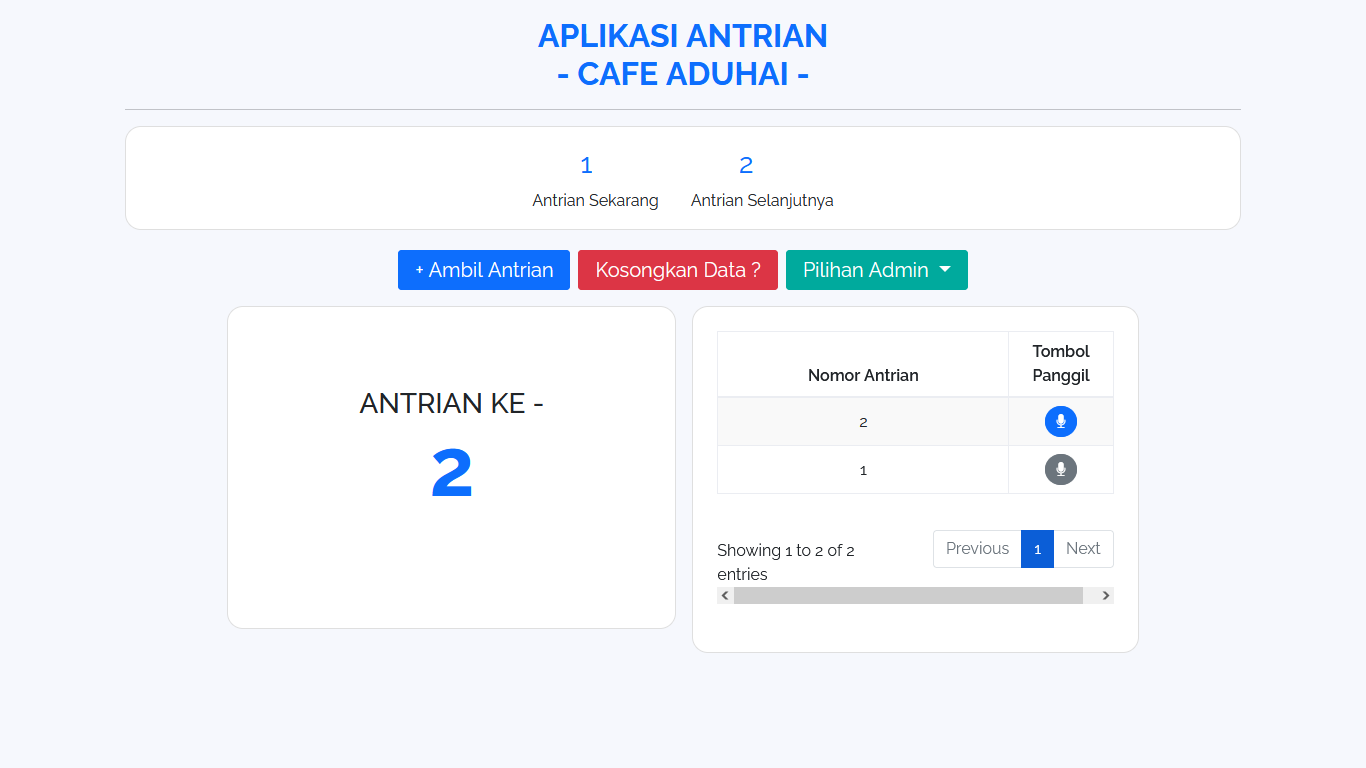 APLIKASI ANTRIAN
- CAFE ADUHAI -
1
Antrian Sekarang
2
Antrian Selanjutnya
+ Ambil Antrian
Kosongkan Data ?
Pilihan Admin
ANTRIAN KE -
2
Nomor Antrian
Tombol
Panggil
2
1
Showing 1 to 2 of 2
entries
Previous
1
Next